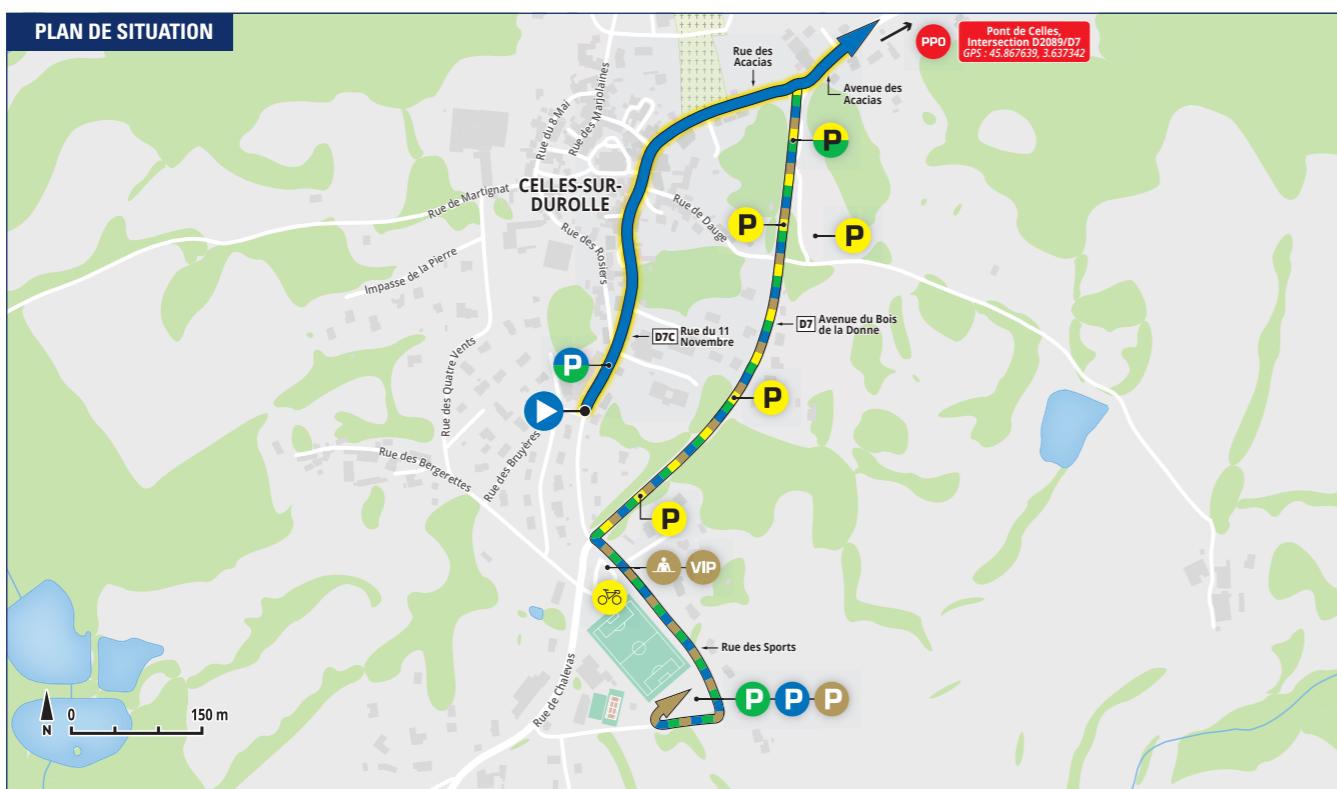 PLAN DE SITUATION
PPO
Pont de Celles,
Intersection D2089/D7
GPS : 45.867639, 3.637342
Rue des
Acacias
Avenue des
Acacias
Rue du 8 Mai
Rue des Marjolaines
P
CELLES-SUR-
DUROLLE
Rue de Martignat
Rue de Dauge
P
P
Rue des Rosiers
Impasse de la Pierre
D7C Rue du 11
Novembre
D7 Avenue du Bois
de la Donne
Rue des Quatre Vents
P
P
Rue des Bruyères
Rue des Bergerettes
P
VIP
Rue des Sports
Rue de Chalevas
P P P
N
0 150 m